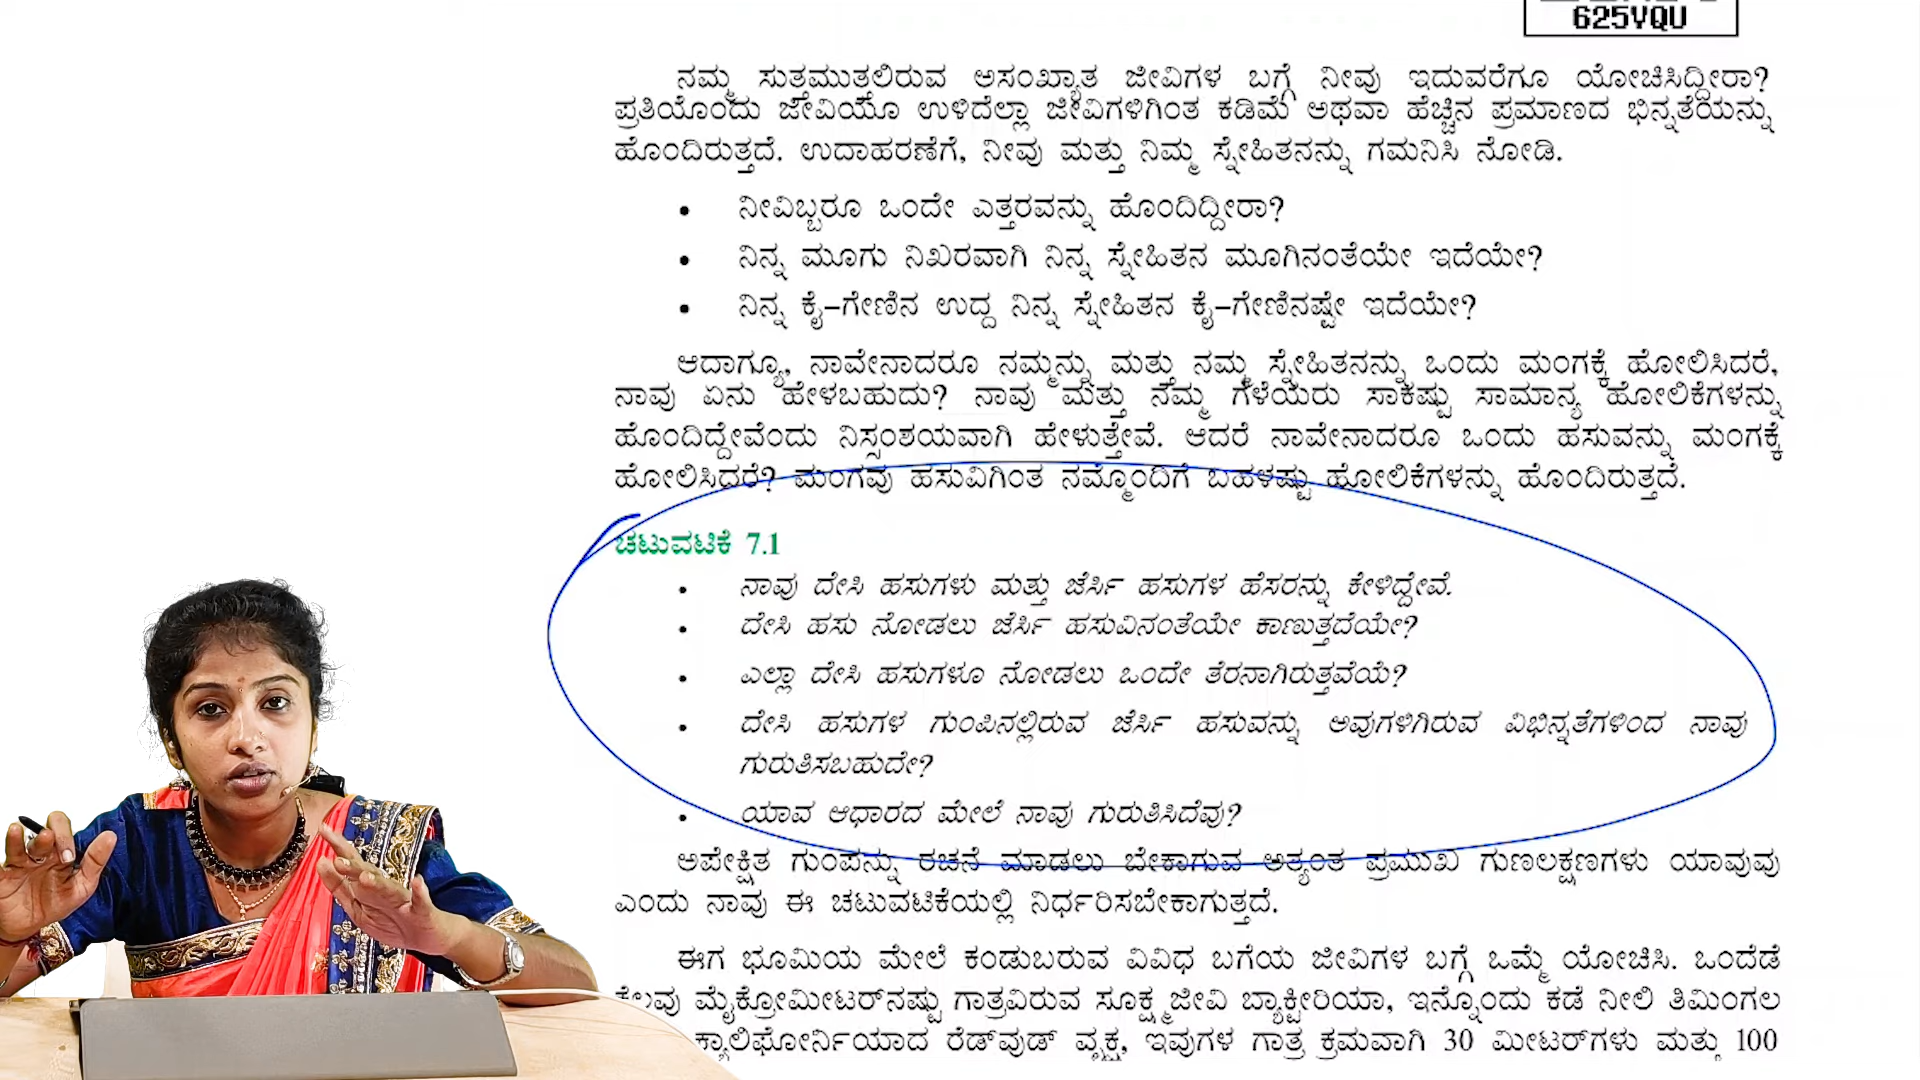 625VQU
ನಮ್ಮ ಸುತ್ತಮುತ್ತಲಿರುವ ಅಸಂಖ್ಯಾತ ಜೀವಿಗಳ ಬಗ್ಗೆ ನೀವು ಇದುವರೆಗೂ ಯೋಚಿಸಿದ್ದೀರಾ?
ಪ್ರತಿಯೊಂದು ಜೀವಿಯೂ ಉಳಿದೆಲ್ಲಾ ಜೀವಿಗಳಿಗಿಂತ ಕಡಿಮೆ ಅಥವಾ ಹೆಚ್ಚಿನ ಪ್ರಮಾಣದ ಭಿನ್ನತೆಯನ್ನು
ಹೊಂದಿರುತ್ತದೆ. ಉದಾಹರಣೆಗೆ, ನೀವು ಮತ್ತು ನಿಮ್ಮ ಸ್ನೇಹಿತನನ್ನು ಗಮನಿಸಿ ನೋಡಿ.
• ನೀವಿಬ್ಬರೂ ಒಂದೇ ಎತ್ತರವನ್ನು ಹೊಂದಿದ್ದೀರಾ?
• ನಿನ್ನ ಮೂಗು ನಿಖರವಾಗಿ ನಿನ್ನ ಸ್ನೇಹಿತನ ಮೂಗಿನಂತೆಯೇ ಇದೆಯೇ?
• ನಿನ್ನ ಕೈ-ಗೇಣಿನ ಉದ್ದ ನಿನ್ನ ಸ್ನೇಹಿತನ ಕೈ-ಗೇಣಿನಷ್ಟೇ ಇದೆಯೇ?
ಆದಾಗ್ಯೂ, ನಾವೇನಾದರೂ ನಮ್ಮನ್ನು ಮತ್ತು ನಮ್ಮ ಸ್ನೇಹಿತನನ್ನು ಒಂದು ಮಂಗಕ್ಕೆ ಹೋಲಿಸಿದರೆ,
ನಾವು ಏನು ಹೇಳಬಹುದು? ನಾವು ಮತ್ತು ನಮ್ಮ ಗೆಳೆಯರು ಸಾಕಷ್ಟು ಸಾಮಾನ್ಯ ಹೋಲಿಕೆಗಳನ್ನು
ಹೊಂದಿದ್ದೇವೆಂದು ನಿಸ್ಸಂಶಯವಾಗಿ ಹೇಳುತ್ತೇವೆ. ಆದರೆ ನಾವೇನಾದರೂ ಒಂದು ಹಸುವನ್ನು ಮಂಗಕ್ಕೆ
ಹೋಲಿಸಿದರೆ? ಮಂಗವು ಹಸುವಿಗಿಂತ ನಮ್ಮೊಂದಿಗೆ ಬಹಳಷ್ಟು ಹೋಲಿಕೆಗಳನ್ನು ಹೊಂದಿರುತ್ತದೆ.
ಚಟುವಟಿಕೆ 7.1
• ನಾವು ದೇಸಿ ಹಸುಗಳು ಮತ್ತು ಜೆರ್ಸಿ ಹಸುಗಳ ಹೆಸರನ್ನು ಕೇಳಿದ್ದೇವೆ.
• ದೇಸಿ ಹಸು ನೋಡಲು ಜೆರ್ಸಿ ಹಸುವಿನಂತೆಯೇ ಕಾಣುತ್ತದೆಯೇ?
• ಎಲ್ಲಾ ದೇಸಿ ಹಸುಗಳೂ ನೋಡಲು ಒಂದೇ ತೆರನಾಗಿರುತ್ತವೆಯೆ?
• ದೇಸಿ ಹಸುಗಳ ಗುಂಪಿನಲ್ಲಿರುವ ಜೆರ್ಸಿ ಹಸುವನ್ನು ಅವುಗಳಿಗಿರುವ ವಿಭಿನ್ನತೆಗಳಿಂದ ನಾವು
ಗುರುತಿಸಬಹುದೇ?
• ಯಾವ ಆಧಾರದ ಮೇಲೆ ನಾವು ಗುರುತಿಸಿದೆವು?
ಅಪೇಕ್ಷಿತ ಗುಂಪನ್ನು ರಚನೆ ಮಾಡಲು ಬೇಕಾಗುವ ಅತ್ಯಂತ ಪ್ರಮುಖ ಗುಣಲಕ್ಷಣಗಳು ಯಾವುವು
ಎಂದು ನಾವು ಈ ಚಟುವಟಿಕೆಯಲ್ಲಿ ನಿರ್ಧರಿಸಬೇಕಾಗುತ್ತದೆ.
ಈಗ ಭೂಮಿಯ ಮೇಲೆ ಕಂಡುಬರುವ ವಿವಿಧ ಬಗೆಯ ಜೀವಿಗಳ ಬಗ್ಗೆ ಒಮ್ಮೆ ಯೋಚಿಸಿ. ಒಂದೆಡೆ
ಕೆಲವು ಮೈಕ್ರೋಮೀಟರ್‌ನಷ್ಟು ಗಾತ್ರವಿರುವ ಸೂಕ್ಷ್ಮಜೀವಿ ಬ್ಯಾಕ್ಟೀರಿಯಾ, ಇನ್ನೊಂದು ಕಡೆ ನೀಲಿ ತಿಮಿಂಗಲ
ಕ್ಯಾಲಿಫೋರ್ನಿಯಾದ ರೆಡ್‌ವುಡ್ ವೃಕ್ಷ, ಇವುಗಳ ಗಾತ್ರ ಕ್ರಮವಾಗಿ 30 ಮೀಟರ್‌ಗಳು ಮತ್ತು 100